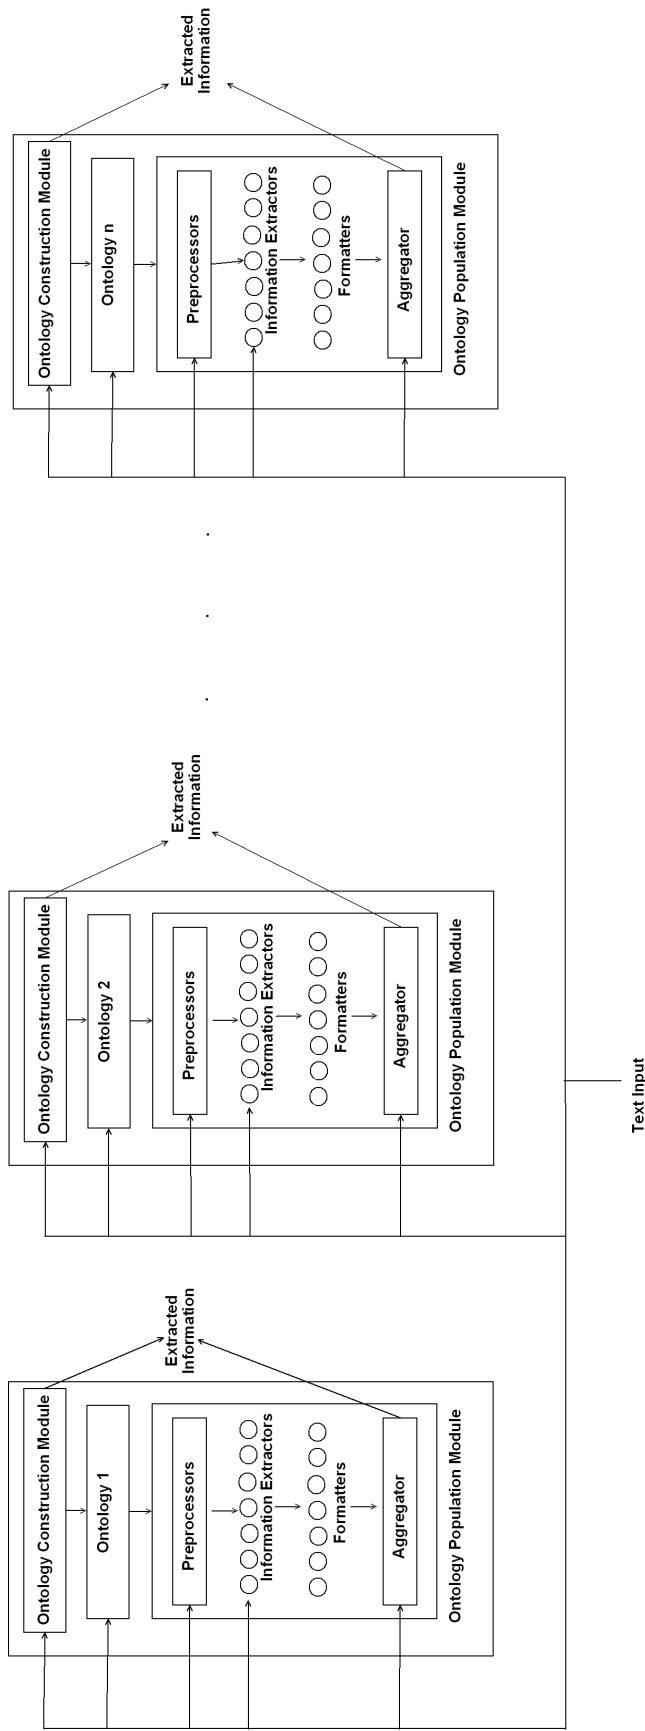 Ontology Construction Module
Ontology 1
Preprocessors
Information Extractors
Formatters
Aggregator
Ontology Population Module
Extracted
Information
Ontology Construction Module
Ontology 2
Preprocessors
Information Extractors
Formatters
Aggregator
Ontology Population Module
Extracted
Information
. . .
Ontology Construction Module
Ontology n
Preprocessors
Information Extractors
Formatters
Aggregator
Ontology Population Module
Extracted
Information
Text Input